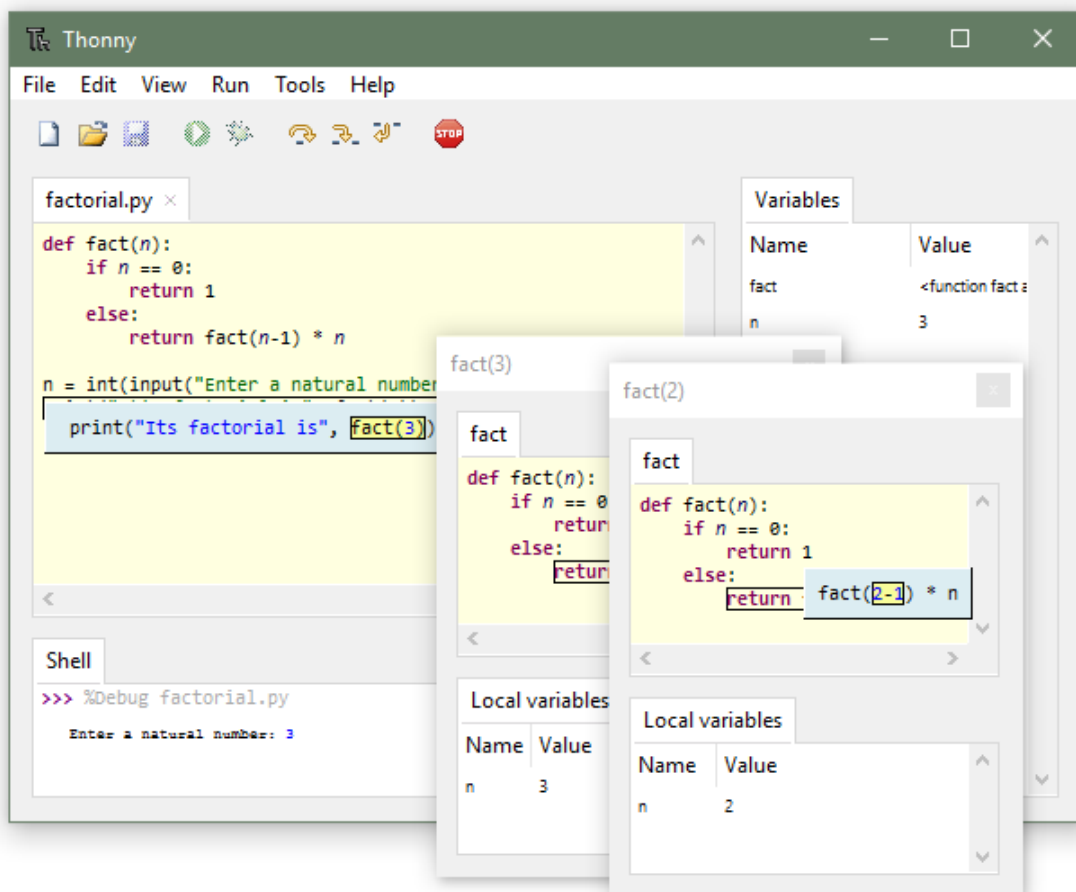 Thonny
File Edit View Run Tools Help
STOP
factorial.py
def fact(n):
    if n == 0:
        return 1
    else:
        return fact(n-1) * n
n = int(input("Enter a natural number
print("Its factorial is", fact(3))
Shell
>>> %Debug factorial.py
Enter a natural number: 3
Variables
Name Value
fact <function fact a
n 3
fact(3)
fact
def fact(n):
    if n == 0
        retur
    else:
        retur
Local variables
Name Value
n 3
fact(2)
x
fact
def fact(n):
    if n == 0:
        return 1
    else:
        return fact(2-1) * n
Local variables
Name Value
n 2